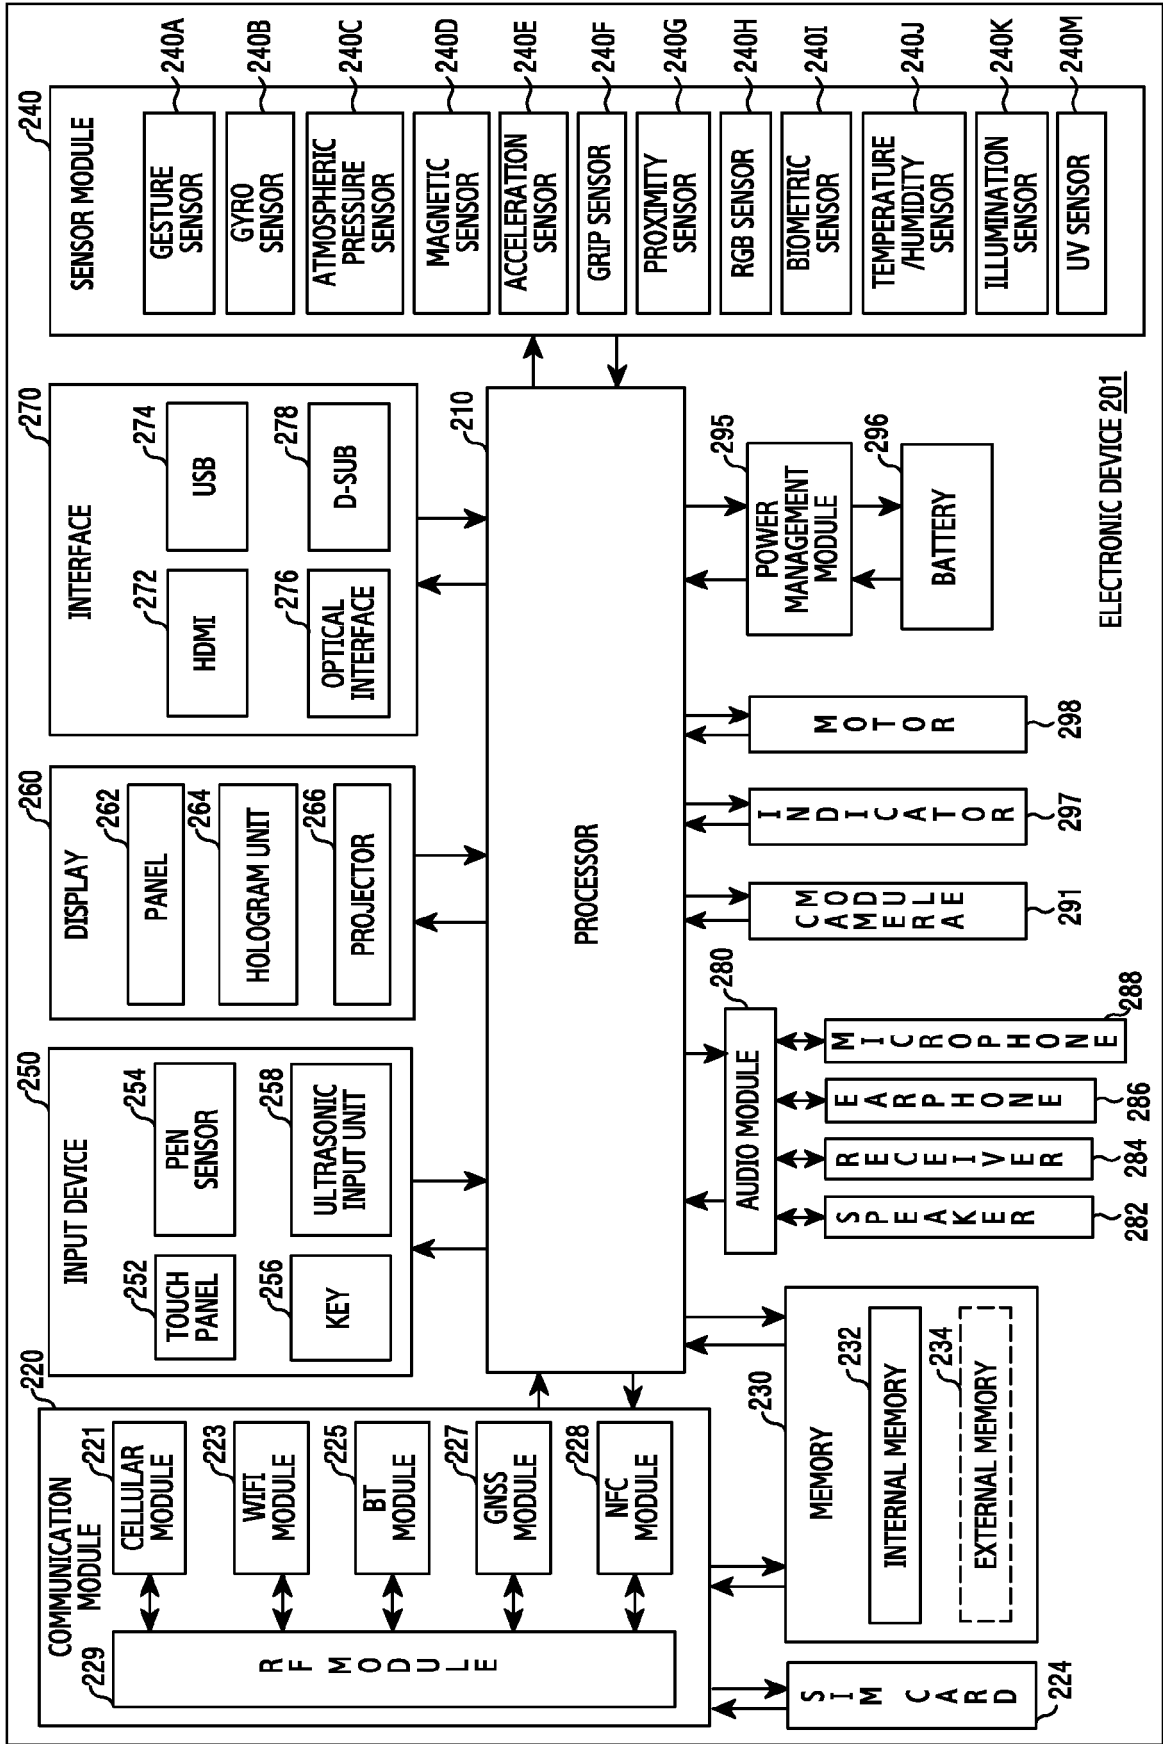 COMMUNICATION
MODULE
220
229
RF MODULE
221
CELLULAR
MODULE
223
WIFI
MODULE
225
BT
MODULE
227
GNSS
MODULE
228
NFC
MODULE
INPUT DEVICE
250
252
TOUCH
PANEL
254
PEN
SENSOR
256
KEY
258
ULTRASONIC
INPUT UNIT
DISPLAY
260
262
PANEL
264
HOLOGRAM UNIT
266
PROJECTOR
INTERFACE
270
272
HDMI
274
USB
276
OPTICAL
INTERFACE
278
D-SUB
SENSOR MODULE
240
GESTURE
SENSOR
240A
GYRO
SENSOR
240B
ATMOSPHERIC
PRESSURE
SENSOR
240C
MAGNETIC
SENSOR
240D
ACCELERATION
SENSOR
240E
GRIP SENSOR
240F
PROXIMITY
SENSOR
240G
RGB SENSOR
240H
BIOMETRIC
SENSOR
240I
TEMPERATURE
/HUMIDITY
SENSOR
240J
ILLUMINATION
SENSOR
240K
UV SENSOR
240M
PROCESSOR
210
SIM CARD
224
MEMORY
230
INTERNAL MEMORY
232
EXTERNAL MEMORY
234
AUDIO MODULE
280
SPEAKER
282
RECEIVER
284
EARPHONE
286
MICROPHONE
288
CAMERA
MODULE
291
INDICATOR
297
MOTOR
298
POWER
MANAGEMENT
MODULE
295
BATTERY
296
ELECTRONIC DEVICE 201